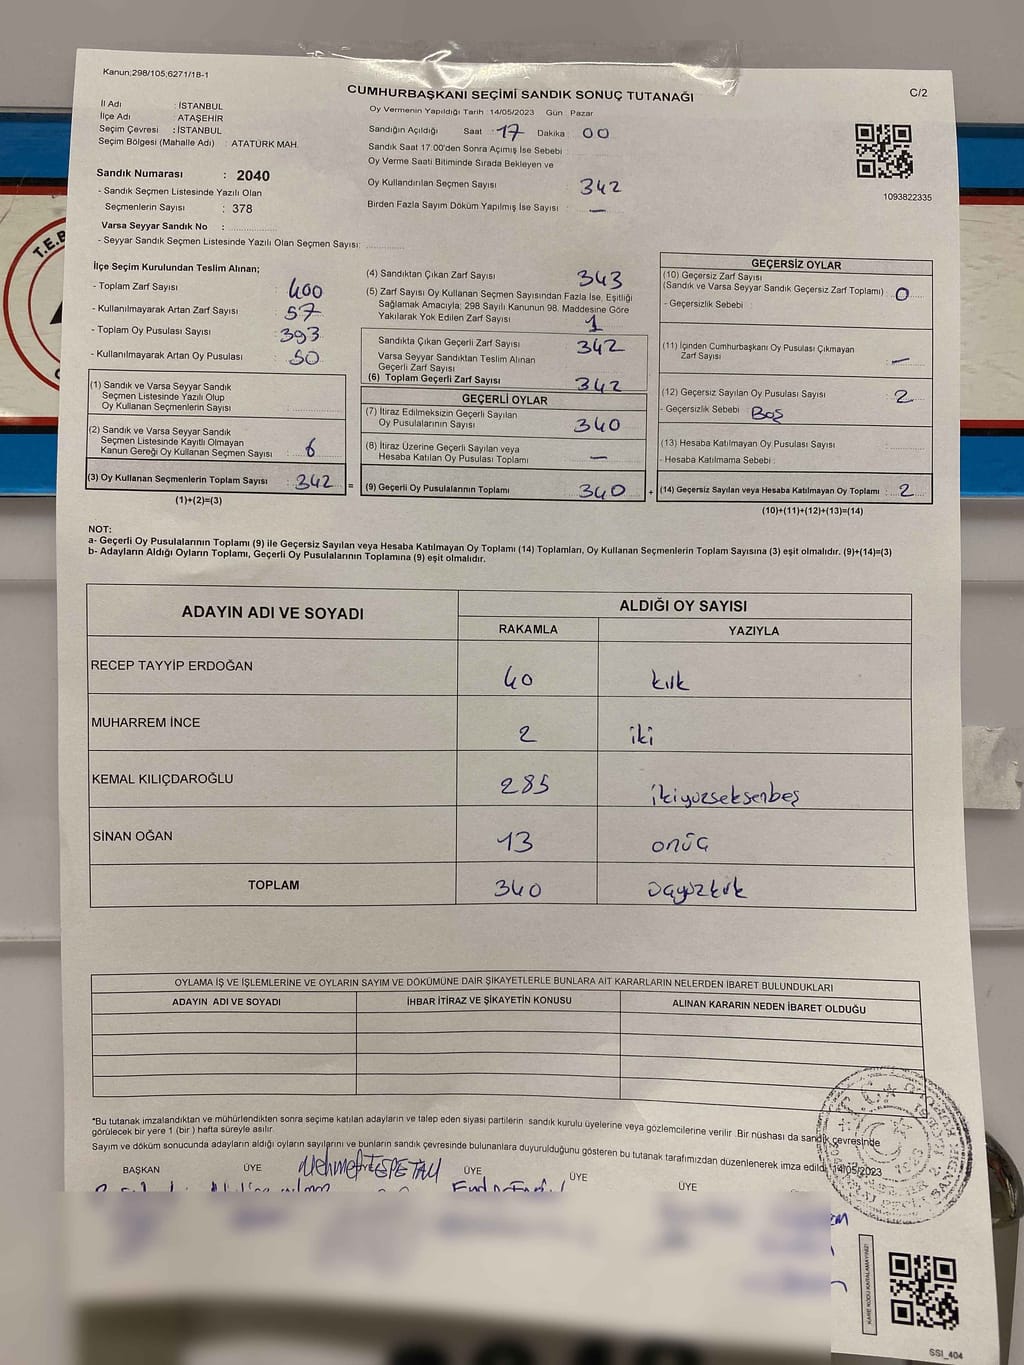 Kanun;298/105;6271/1B-1
CUMHURBAŞKANI SEÇİMİ SANDIK SONUÇ TUTANAĞI
C/2
İl Adı : İSTANBUL
İlçe Adı : ATAŞEHİR
Seçim Çevresi : İSTANBUL
Seçim Bölgesi (Mahalle Adı) : ATATÜRK MAH.
Sandık Numarası : 2040
- Sandık Seçmen Listesinde Yazılı Olan
Seçmenlerin Sayısı : 378
Varsa Seyyar Sandık No :
- Seyyar Sandık Seçmen Listesinde Yazılı Olan Seçmen Sayısı:
Oy Vermenin Yapıldığı Tarih :14/05/2023 Gün : Pazar
Sandığın Açıldığı Saat : 17 Dakika : 00
Sandık Saat 17:00'den Sonra Açımış İse Sebebi :
Oy Verme Saati Bitiminde Sırada Bekleyen ve
Oy Kullandırılan Seçmen Sayısı : 342
Birden Fazla Sayım Döküm Yapılmış İse Sayısı : —
1093822335
T.E.B
İlçe Seçim Kurulundan Teslim Alınan;
- Toplam Zarf Sayısı : 400
- Kullanılmayarak Artan Zarf Sayısı : 57
- Toplam Oy Pusulası Sayısı : 393
- Kullanılmayarak Artan Oy Pusulası : 50
(1) Sandık ve Varsa Seyyar Sandık
Seçmen Listesinde Yazılı Olup
Oy Kullanan Seçmenlerin Sayısı :
(2) Sandık ve Varsa Seyyar Sandık
Seçmen Listesinde Kayıtlı Olmayan
Kanun Gereği Oy Kullanan Seçmen Sayısı : 6
(3) Oy Kullanan Seçmenlerin Toplam Sayısı : 342 =
(1)+(2)=(3)
(4) Sandıktan Çıkan Zarf Sayısı : 343
(5) Zarf Sayısı Oy Kullanan Seçmen Sayısından Fazla İse, Eşitliği
Sağlamak Amacıyla; 298 Sayılı Kanunun 98. Maddesine Göre
Yakılarak Yok Edilen Zarf Sayısı : 1
Sandıkta Çıkan Geçerli Zarf Sayısı : 342
Varsa Seyyar Sandıktan Teslim Alınan
Geçerli Zarf Sayısı :
(6) Toplam Geçerli Zarf Sayısı : 342
GEÇERLİ OYLAR
(7) İtiraz Edilmeksizin Geçerli Sayılan
Oy Pusulalarının Sayısı : 340
(8) İtiraz Üzerine Geçerli Sayılan veya
Hesaba Katılan Oy Pusulası Toplamı : —
(9) Geçerli Oy Pusulalarının Toplamı : 340 +
GEÇERSİZ OYLAR
(10) Geçersiz Zarf Sayısı
(Sandık ve Varsa Seyyar Sandık Geçersiz Zarf Toplamı) : 0
- Geçersizlik Sebebi :
(11) İçinden Cumhurbaşkanı Oy Pusulası Çıkmayan
Zarf Sayısı : —
(12) Geçersiz Sayılan Oy Pusulası Sayısı : 2
- Geçersizlik Sebebi : Boş
(13) Hesaba Katılmayan Oy Pusulası Sayısı :
- Hesaba Katılmama Sebebi :
(14) Geçersiz Sayılan veya Hesaba Katılmayan Oy Toplamı : 2
(10)+(11)+(12)+(13)=(14)
NOT:
a- Geçerli Oy Pusulalarının Toplamı (9) ile Geçersiz Sayılan veya Hesaba Katılmayan Oy Toplamı (14) Toplamları, Oy Kullanan Seçmenlerin Toplam Sayısına (3) eşit olmalıdır. (9)+(14)=(3)
b- Adayların Aldığı Oyların Toplamı, Geçerli Oy Pusulalarının Toplamına (9) eşit olmalıdır.
ADAYIN ADI VE SOYADI ALDIĞI OY SAYISI
RAKAMLA YAZIYLA
RECEP TAYYİP ERDOĞAN 40 kırk
MUHARREM İNCE 2 iki
KEMAL KILIÇDAROĞLU 285 ikiyüzseksenbeş
SİNAN OĞAN 13 onüç
TOPLAM 340 üçyüzkırk
OYLAMA İŞ VE İŞLEMLERİNE VE OYLARIN SAYIM VE DÖKÜMÜNE DAİR ŞİKAYETLERLE BUNLARA AİT KARARLARIN NELERDEN İBARET BULUNDUKLARI
ADAYIN ADI VE SOYADI İHBAR İTİRAZ VE ŞİKAYETİN KONUSU ALINAN KARARIN NEDEN İBARET OLDUĞU
*Bu tutanak imzalandıktan ve mühürlendikten sonra seçime katılan adayların ve talep eden siyasi partilerin sandık kurulu üyelerine veya gözlemcilerine verilir .Bir nüshası da sandık çevresinde
görülecek bir yere 1 (bir ) hafta süreyle asılır.
Sayım ve döküm sonucunda adayların aldığı oyların sayılarını ve bunların sandık çevresinde bulunanlara duyurulduğunu gösteren bu tutanak tarafımızdan düzenlenerek imza edildi. 14/05/2023
BAŞKAN ÜYE Mehmet TEPETAŞ ÜYE ÜYE ÜYE
KARE KODU KARALAMAYINIZ!
SSI_404